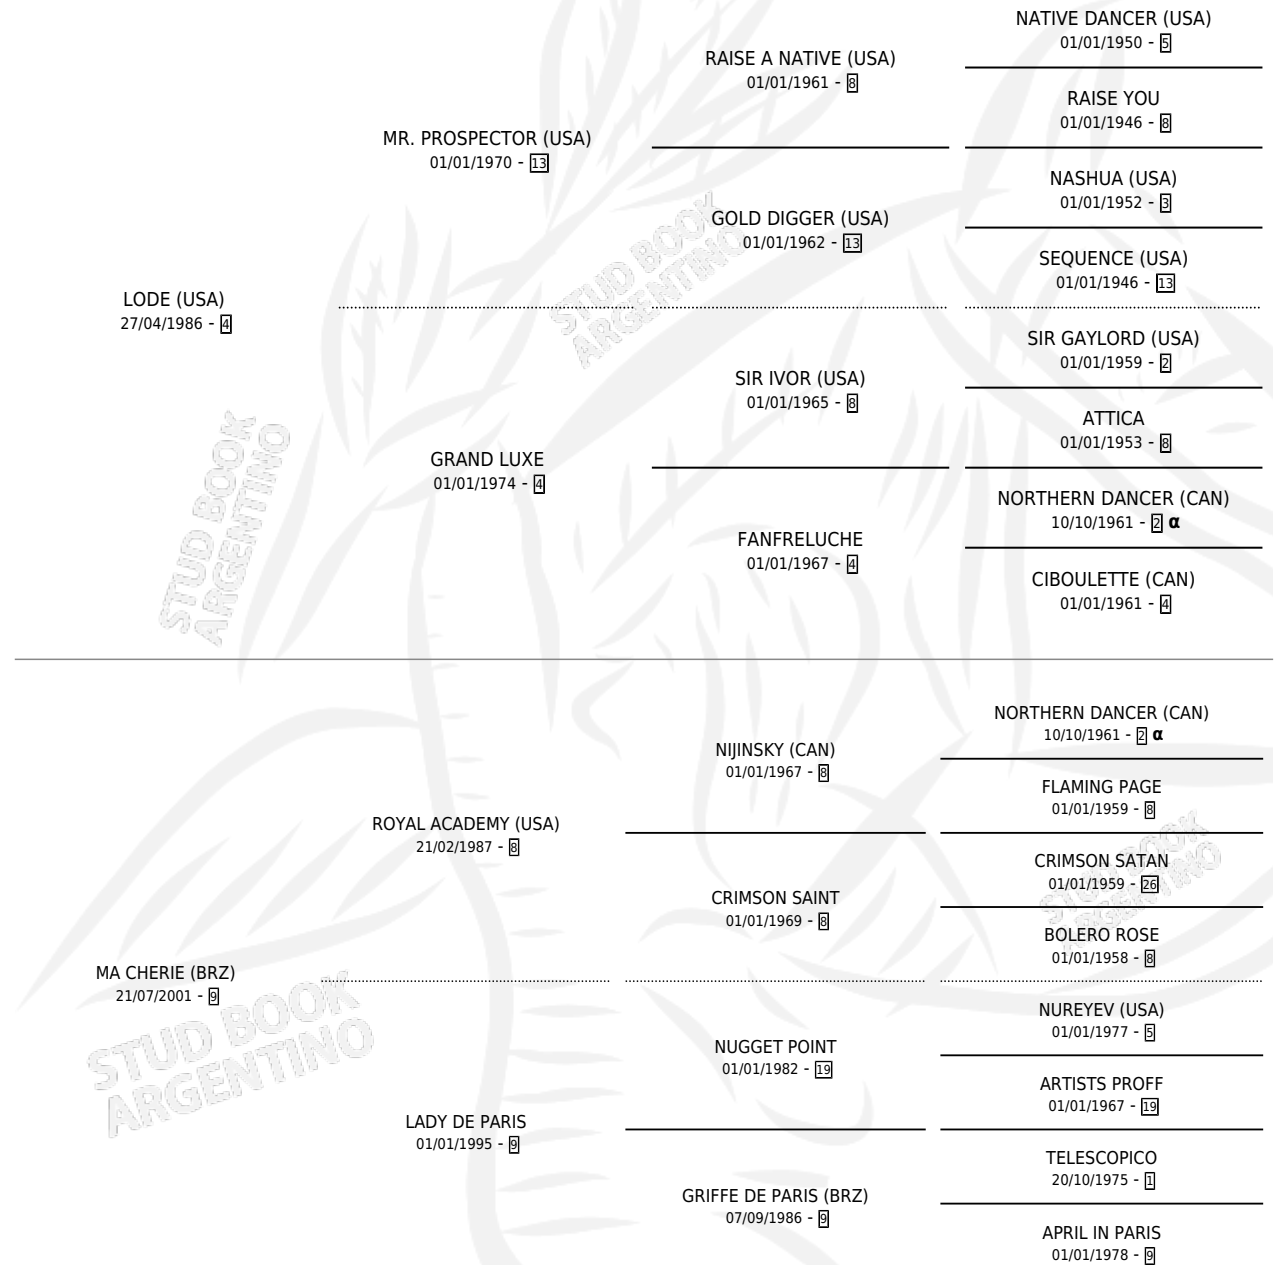 NATIVE DANCER (USA)
01/01/1950 - 5
RAISE A NATIVE (USA)
01/01/1961 - 8
RAISE YOU
01/01/1946 - 8
MR. PROSPECTOR (USA)
01/01/1970 - 13
NASHUA (USA)
01/01/1952 - 3
GOLD DIGGER (USA)
01/01/1962 - 13
SEQUENCE (USA)
01/01/1946 - 13
LODE (USA)
27/04/1986 - 4
SIR GAYLORD (USA)
01/01/1959 - 2
SIR IVOR (USA)
01/01/1965 - 8
ATTICA
01/01/1953 - 8
GRAND LUXE
01/01/1974 - 4
NORTHERN DANCER (CAN)
10/10/1961 - 2 α
FANFRELUCHE
01/01/1967 - 4
CIBOULETTE (CAN)
01/01/1961 - 4
NORTHERN DANCER (CAN)
10/10/1961 - 2 α
NIJINSKY (CAN)
01/01/1967 - 8
FLAMING PAGE
01/01/1959 - 8
ROYAL ACADEMY (USA)
21/02/1987 - 8
CRIMSON SATAN
01/01/1959 - 26
CRIMSON SAINT
01/01/1969 - 8
BOLERO ROSE
01/01/1958 - 8
MA CHERIE (BRZ)
21/07/2001 - 9
NUREYEV (USA)
01/01/1977 - 5
NUGGET POINT
01/01/1982 - 19
ARTISTS PROFF
01/01/1967 - 19
LADY DE PARIS
01/01/1995 - 9
TELESCOPICO
20/10/1975 - 1
GRIFFE DE PARIS (BRZ)
07/09/1986 - 9
APRIL IN PARIS
01/01/1978 - 9
STUD BOOK
ARGENTINO
STUD BOOK
ARGENTINO
STUD BOOK
ARGENTINO
STUD BOOK
ARGENTINO